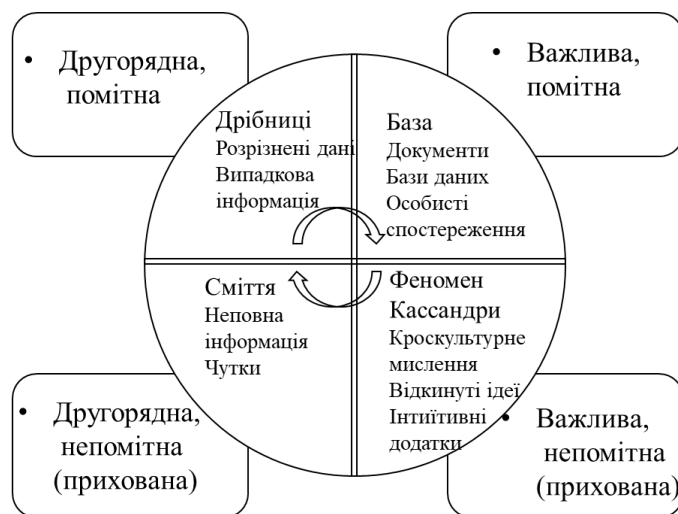 • Другорядна,
помітна
• Важлива,
помітна
Дрібниці
Розрізнені дані
Випадкова
інформація
База
Документи
Бази даних
Особисті
спостереження
Сміття
Неповна
інформація
Чутки
Феномен
Кассандри
Кроскультурне
мислення
Відкинуті ідеї
Інтиїтивні
додатки
• Другорядна,
непомітна
(прихована)
• Важлива,
непомітна
(прихована)